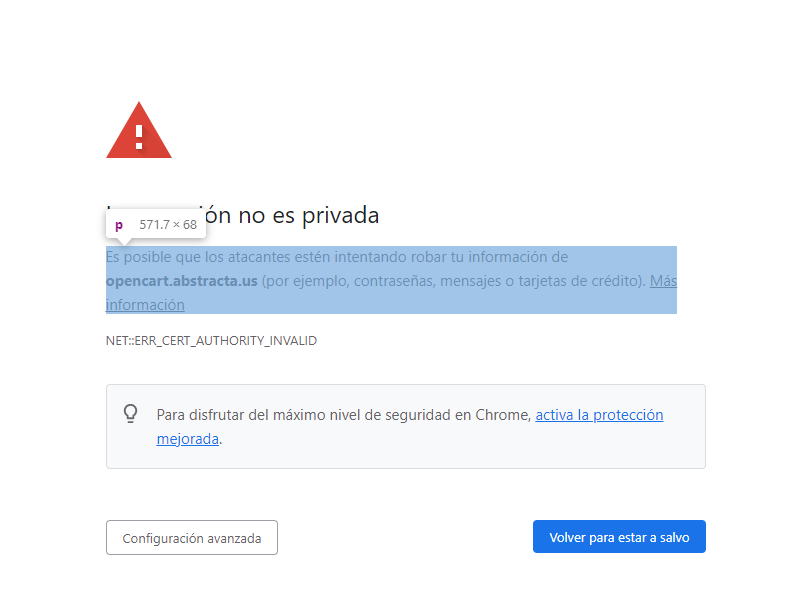 ón no es privada
p 571.7 × 68
Es posible que los atacantes estén intentando robar tu información de
opencart.abstracta.us (por ejemplo, contraseñas, mensajes o tarjetas de crédito). Más
información
NET::ERR_CERT_AUTHORITY_INVALID
Para disfrutar del máximo nivel de seguridad en Chrome, activa la protección
mejorada.
Configuración avanzada
Volver para estar a salvo